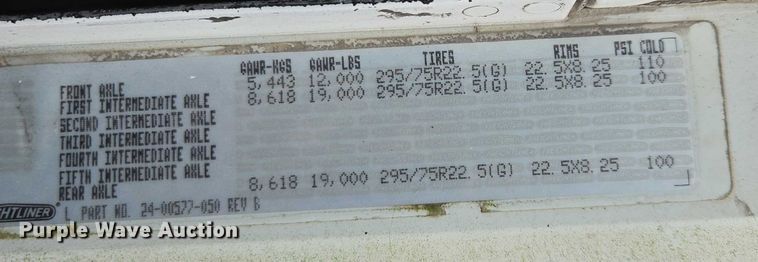 GAWR-KGS GAWR-LBS TIRES RIMS PSI COLD
FRONT AXLE 5,443 12,000 295/75R22.5(G) 22.5X8.25 110
FIRST INTERMEDIATE AXLE 8,618 19,000 295/75R22.5(G) 22.5X8.25 100
SECOND INTERMEDIATE AXLE
THIRD INTERMEDIATE AXLE
FOURTH INTERMEDIATE AXLE
FIFTH INTERMEDIATE AXLE
REAR AXLE 8,618 19,000 295/75R22.5(G) 22.5X8.25 100
HTLINER L PART NO. 24-00577-050 REV B
Purple Wave Auction